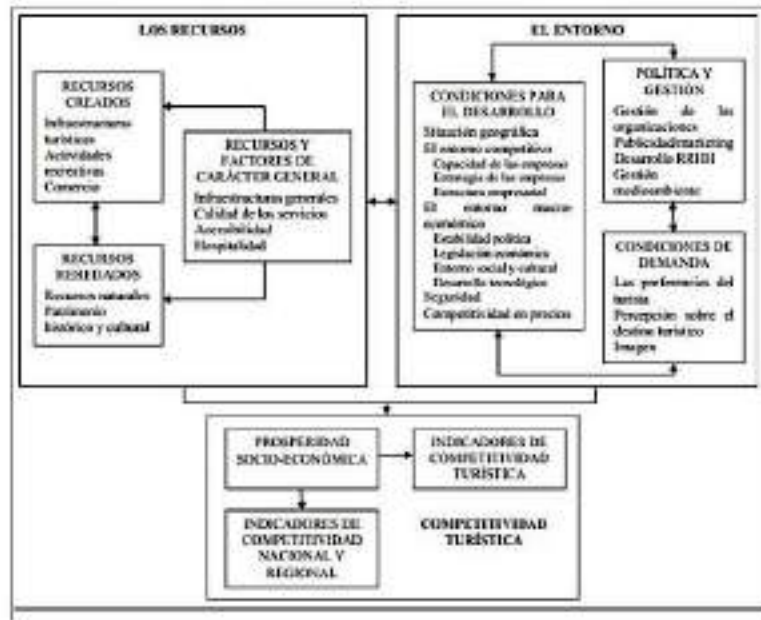 LOS RECURSOS
RECURSOS
CREADOS
Infraestructuras
turísticas
Actividades
recreativas
Comercio
RECURSOS Y
FACTORES DE
CARÁCTER GENERAL
Infraestructuras generales
Calidad de los servicios
Accesibilidad
Hospitalidad
RECURSOS
HEREDADOS
Recursos naturales
Patrimonio
histórico y cultural
EL ENTORNO
CONDICIONES PARA
EL DESARROLLO
Situación geográfica
El entorno competitivo
Capacidad de las empresas
Estrategia de las empresas
Estructura empresarial
El entorno macro-
económico
Estabilidad política
Legislación económica
Entorno social y cultural
Desarrollo tecnológico
Seguridad
Competitividad en precios
POLÍTICA Y
GESTIÓN
Gestión de las
organizaciones
Publicidad/marketing
Desarrollo RRHH
Gestión
medioambiente
CONDICIONES DE
DEMANDA
Las preferencias del
turista
Percepción sobre el
destino turístico
Imagen
PROSPERIDAD
SOCIO-ECONÓMICA
INDICADORES DE
COMPETITIVIDAD
TURÍSTICA
INDICADORES DE
COMPETITIVIDAD
NACIONAL Y
REGIONAL
COMPETITIVIDAD
TURÍSTICA